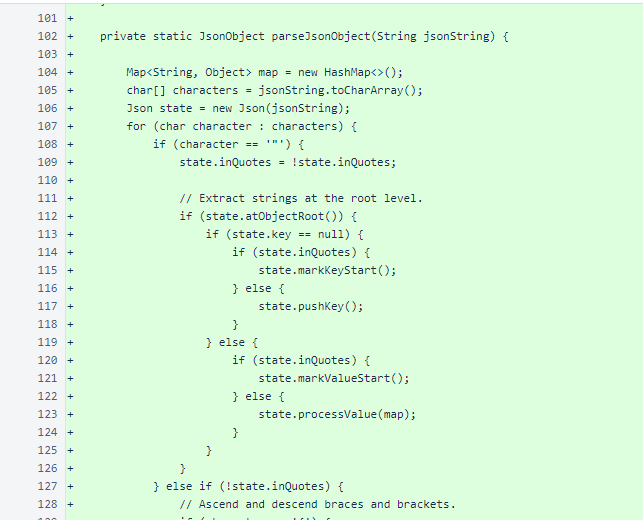 101 +
102 + private static JsonObject parseJsonObject(String jsonString) {
103 +
104 + Map<String, Object> map = new HashMap<>();
105 + char[] characters = jsonString.toCharArray();
106 + Json state = new Json(jsonString);
107 + for (char character : characters) {
108 + if (character == '"') {
109 + state.inQuotes = !state.inQuotes;
110 +
111 + // Extract strings at the root level.
112 + if (state.atObjectRoot()) {
113 + if (state.key == null) {
114 + if (state.inQuotes) {
115 + state.markKeyStart();
116 + } else {
117 + state.pushKey();
118 + }
119 + } else {
120 + if (state.inQuotes) {
121 + state.markValueStart();
122 + } else {
123 + state.processValue(map);
124 + }
125 + }
126 + }
127 + } else if (!state.inQuotes) {
128 + // Ascend and descend braces and brackets.